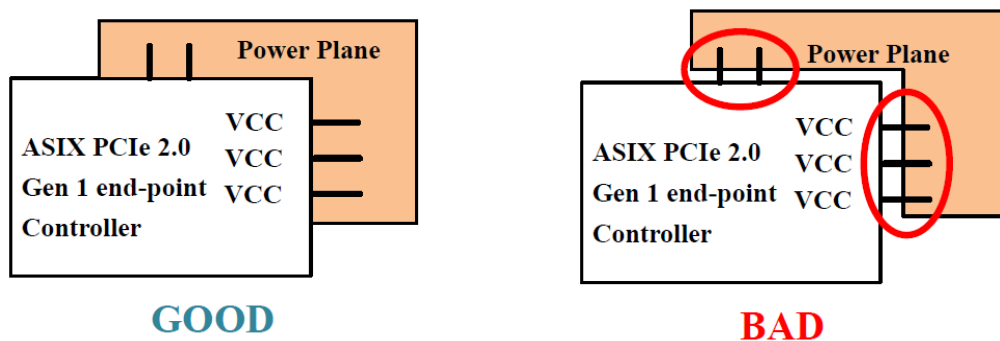 Power Plane
VCC
ASIX PCIe 2.0
VCC
Gen 1 end-point
VCC
Controller
GOOD
Power Plane
VCC
ASIX PCIe 2.0
VCC
Gen 1 end-point
VCC
Controller
BAD